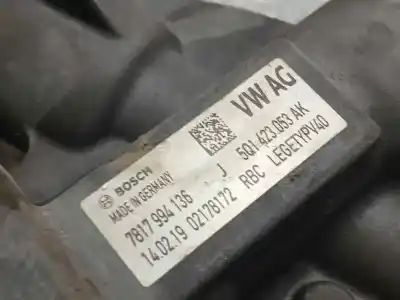 VW AG
BOSCH
MADE IN GERMANY
J 5Q1 423 053 AK
7817 994 136 RBC LEGETYPV40
14.02.19 02178172